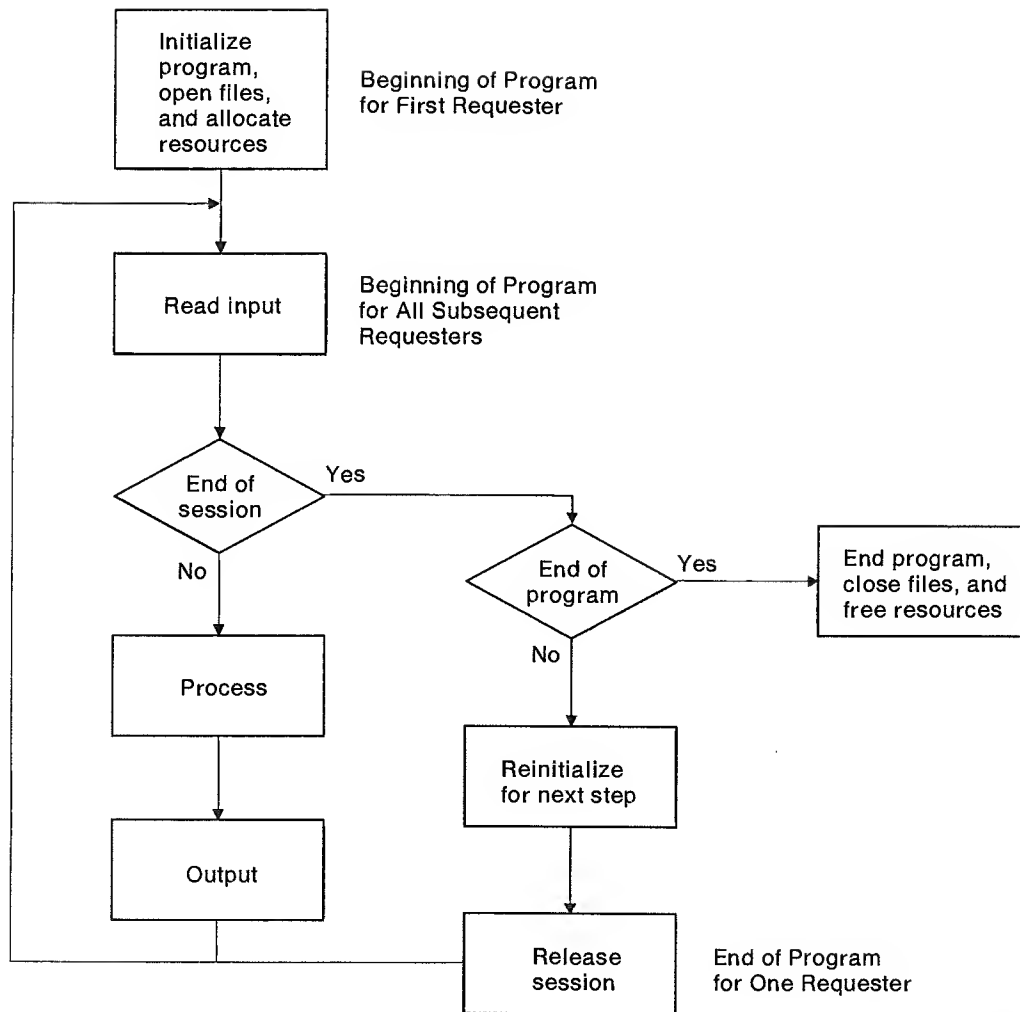 Initialize
program,
open files,
and allocate
resources
Beginning of Program
for First Requester
Read input
Beginning of Program
for All Subsequent
Requesters
End of
session
Yes
No
End of
program
Yes
No
End program,
close files, and
free resources
Process
Reinitialize
for next step
Output
Release
session
End of Program
for One Requester